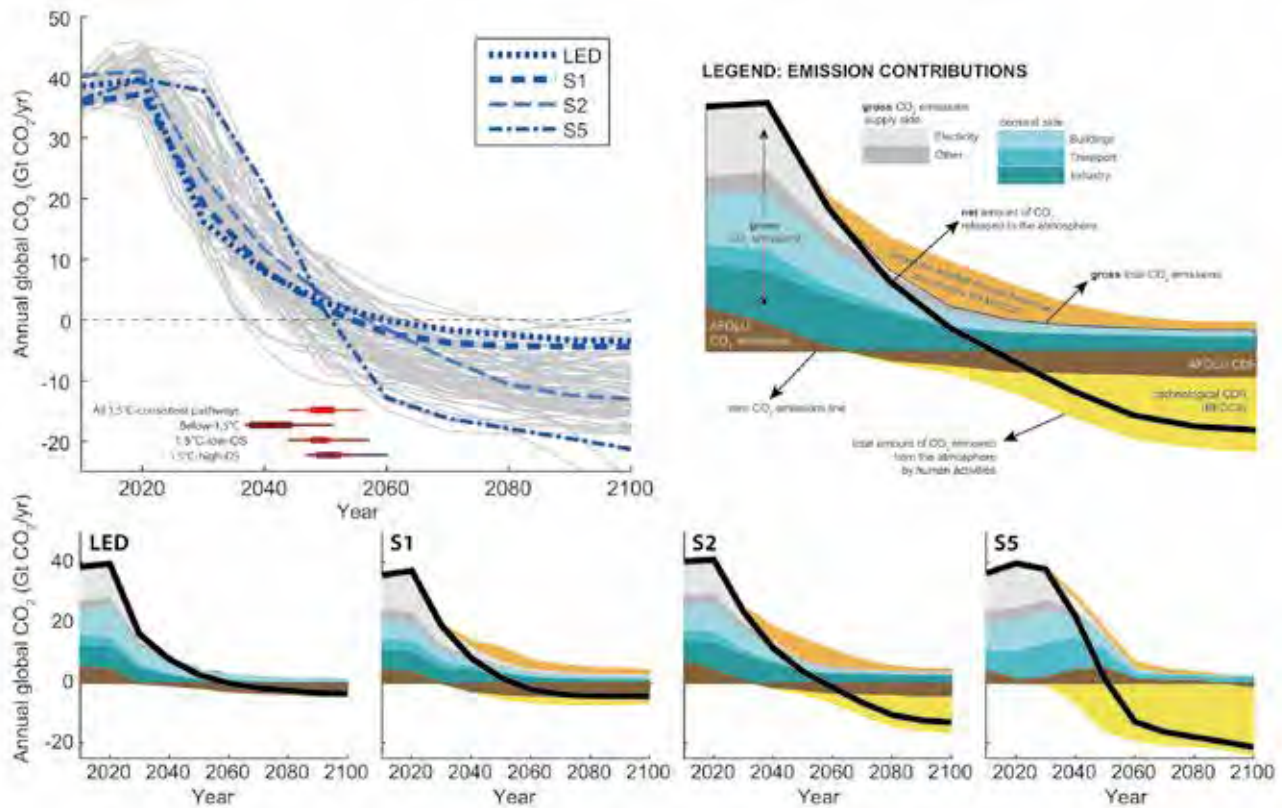 50
40
30
20
10
0
-10
-20
Annual global CO₂ (Gt CO₂/yr)
LED
S1
S2
S5
All 1.5°C-consistent pathways
Below-1.5°C
1.5°C-low-OS
1.5°C-high-OS
2020
2040
2060
2080
2100
Year
LEGEND: EMISSION CONTRIBUTIONS
gross CO₂ emissions
supply side
Electricity
Other
demand side
Buildings
Transport
Industry
gross
CO₂ emissions
net amount of CO₂
released to the atmosphere
gross total CO₂ emissions
AFOLU
CO₂ emissions
AFOLU CDR
technological CDR
(BECCS)
zero CO₂ emissions line
total amount of CO₂ removed
from the atmosphere
by human activities
Annual global CO₂ (Gt CO₂/yr)
40
20
0
-20
LED
2020 2040 2060 2080 2100
Year
S1
2020 2040 2060 2080 2100
Year
S2
2020 2040 2060 2080 2100
Year
S5
2020 2040 2060 2080 2100
Year